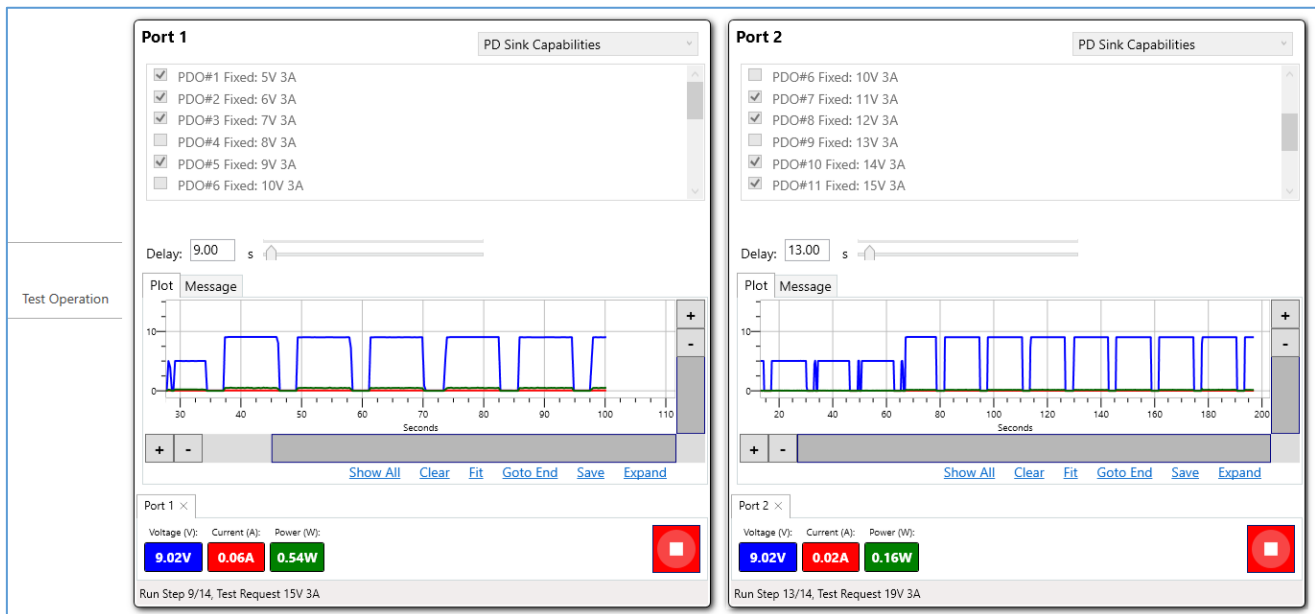 Test Operation
Port 1
PD Sink Capabilities
PDO#1 Fixed: 5V 3A
PDO#2 Fixed: 6V 3A
PDO#3 Fixed: 7V 3A
PDO#4 Fixed: 8V 3A
PDO#5 Fixed: 9V 3A
PDO#6 Fixed: 10V 3A
Delay: 9.00 s
Plot Message
10
0
30 40 50 60 70 80 90 100 110
Seconds
+
-
+ -
Show All Clear Fit Goto End Save Expand
Port 1 ×
Voltage (V): Current (A): Power (W):
9.02V 0.06A 0.54W
Run Step 9/14, Test Request 15V 3A
Port 2
PD Sink Capabilities
PDO#6 Fixed: 10V 3A
PDO#7 Fixed: 11V 3A
PDO#8 Fixed: 12V 3A
PDO#9 Fixed: 13V 3A
PDO#10 Fixed: 14V 3A
PDO#11 Fixed: 15V 3A
Delay: 13.00 s
Plot Message
10
0
20 40 60 80 100 120 140 160 180 200
Seconds
+
-
+ -
Show All Clear Fit Goto End Save Expand
Port 2 ×
Voltage (V): Current (A): Power (W):
9.02V 0.02A 0.16W
Run Step 13/14, Test Request 19V 3A